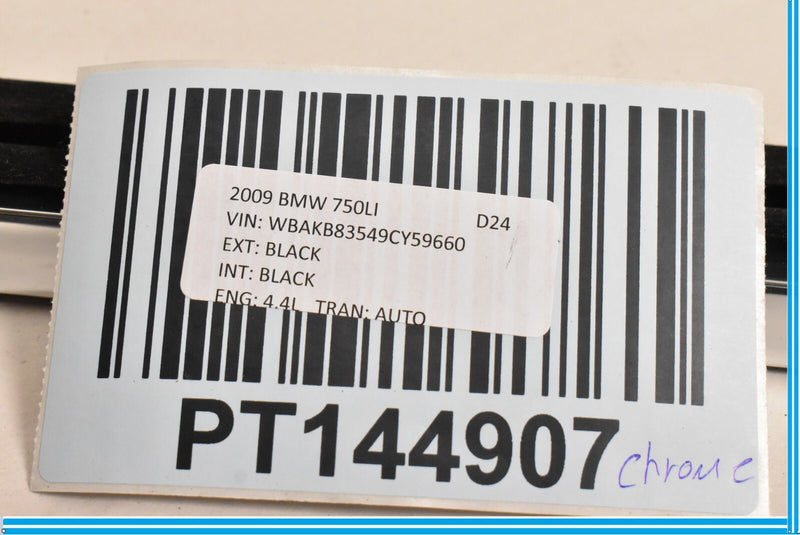 2009 BMW 750LI D24
VIN: WBAKB83549CY59660
EXT: BLACK
INT: BLACK
ENG: 4.4L TRAN: AUTO
PT144907
chrome